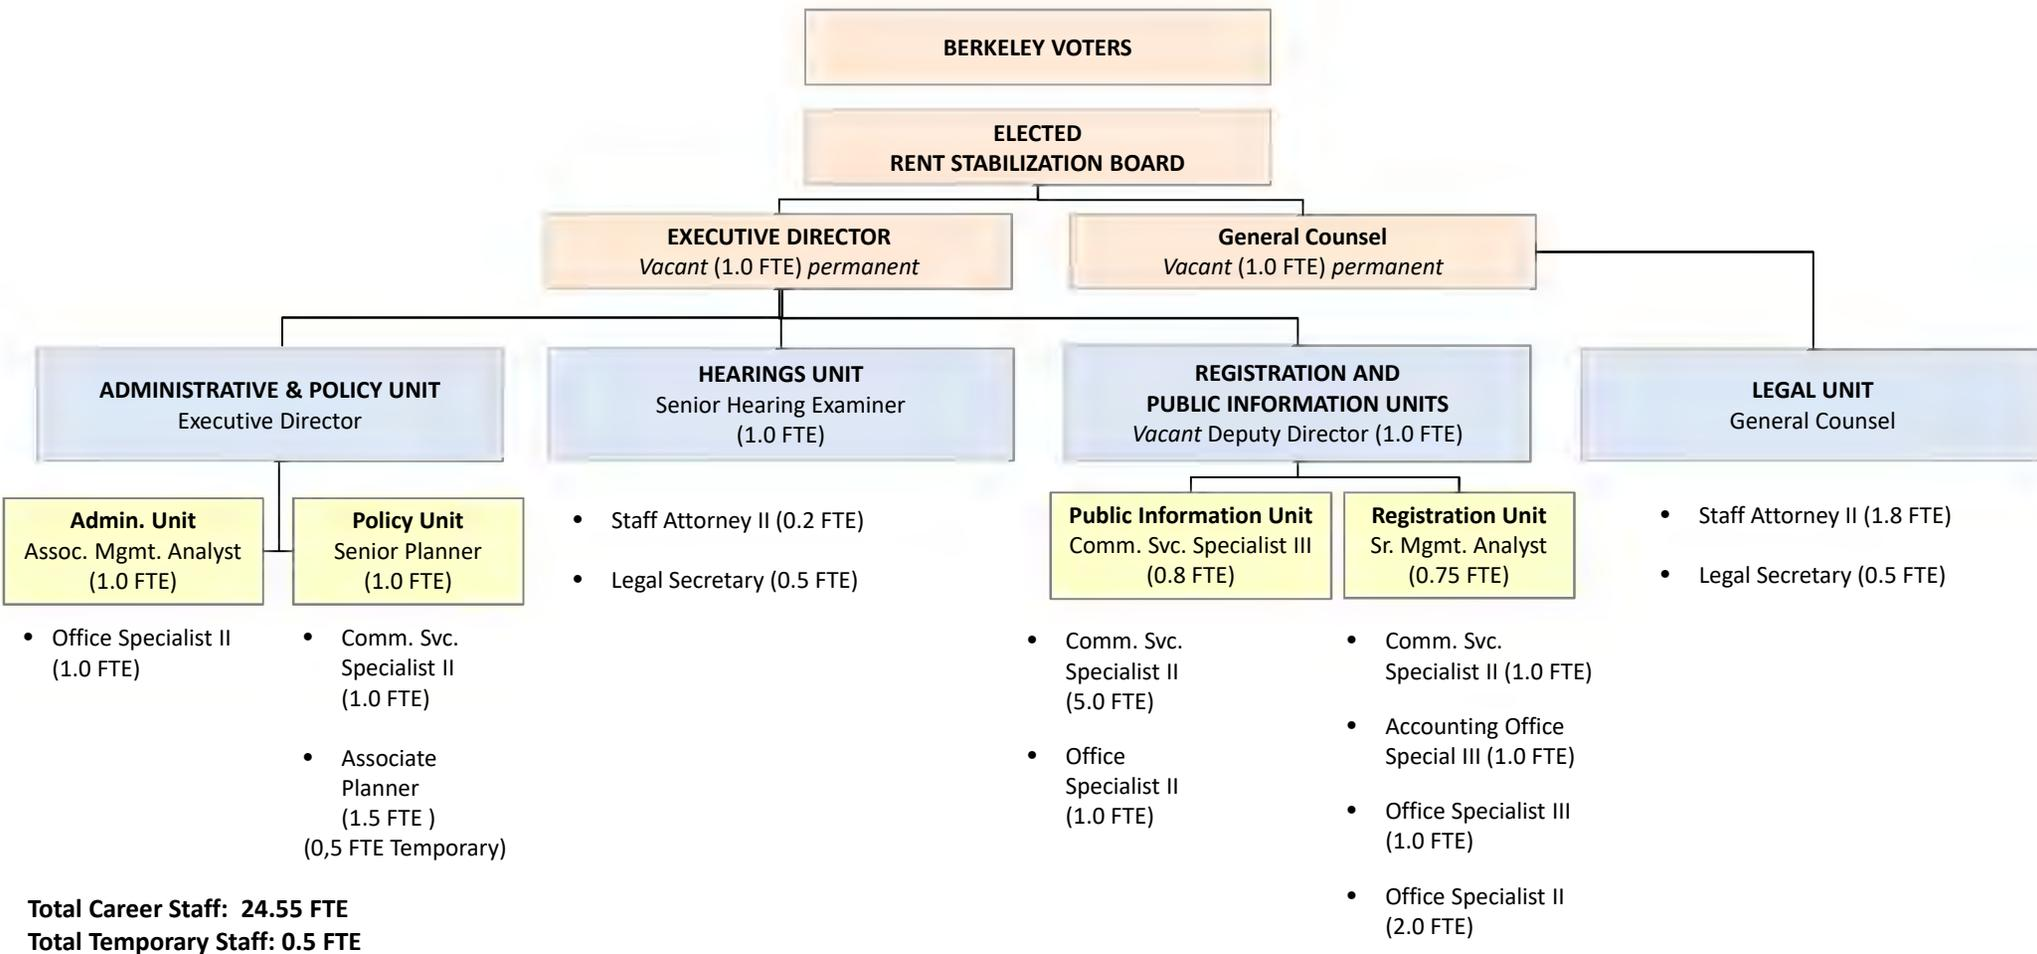 BERKELEY VOTERS
ELECTED
RENT STABILIZATION BOARD
EXECUTIVE DIRECTOR
Vacant (1.0 FTE) permanent
General Counsel
Vacant (1.0 FTE) permanent
ADMINISTRATIVE & POLICY UNIT
Executive Director
HEARINGS UNIT
Senior Hearing Examiner
(1.0 FTE)
REGISTRATION AND
PUBLIC INFORMATION UNITS
Vacant Deputy Director (1.0 FTE)
LEGAL UNIT
General Counsel
Admin. Unit
Assoc. Mgmt. Analyst
(1.0 FTE)
• Office Specialist II
(1.0 FTE)
Policy Unit
Senior Planner
(1.0 FTE)
• Comm. Svc.
Specialist II
(1.0 FTE)
• Associate
Planner
(1.5 FTE )
(0,5 FTE Temporary)
• Staff Attorney II (0.2 FTE)
• Legal Secretary (0.5 FTE)
Public Information Unit
Comm. Svc. Specialist III
(0.8 FTE)
• Comm. Svc.
Specialist II
(5.0 FTE)
• Office
Specialist II
(1.0 FTE)
Registration Unit
Sr. Mgmt. Analyst
(0.75 FTE)
• Comm. Svc.
Specialist II (1.0 FTE)
• Accounting Office
Special III (1.0 FTE)
• Office Specialist III
(1.0 FTE)
• Office Specialist II
(2.0 FTE)
• Staff Attorney II (1.8 FTE)
• Legal Secretary (0.5 FTE)
Total Career Staff: 24.55 FTE
Total Temporary Staff: 0.5 FTE